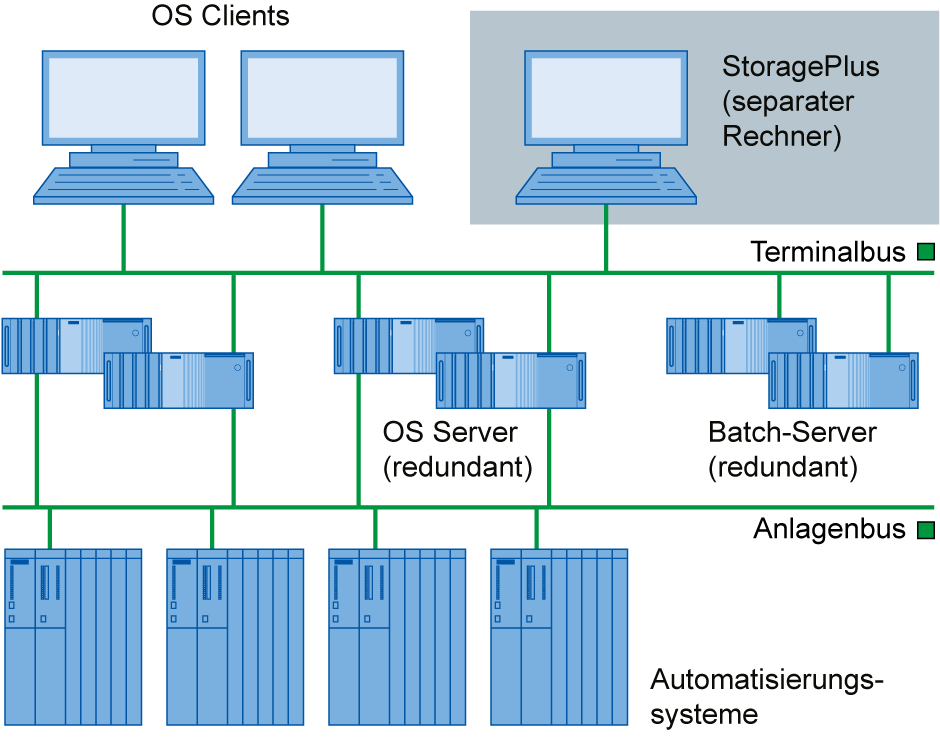 OS Clients
StoragePlus
(separater
Rechner)
Terminalbus
OS Server
(redundant)
Batch-Server
(redundant)
Anlagenbus
Automatisierungs-
systeme